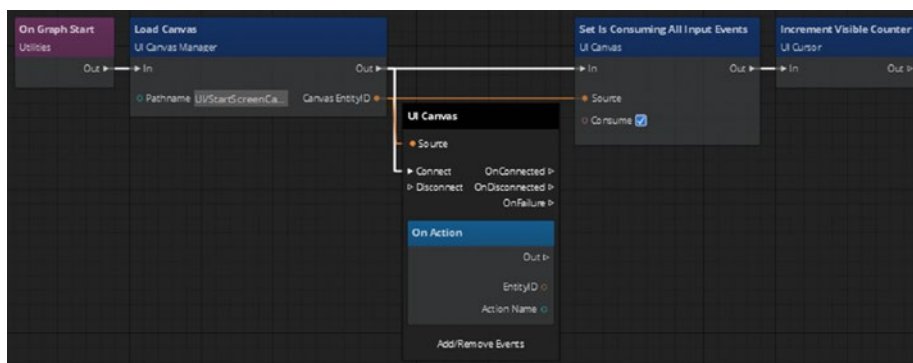 On Graph Start
Utilities
Out
Load Canvas
UI Canvas Manager
In
Out
Pathname UI/StartScreenCa...
Canvas EntityID
UI Canvas
Source
Connect
OnConnected
Disconnect
OnDisconnected
OnFailure
On Action
Out
EntityID
Action Name
Add/Remove Events
Set Is Consuming All Input Events
UI Canvas
In
Out
Source
Consume
Increment Visible Counter
UI Cursor
In
Out